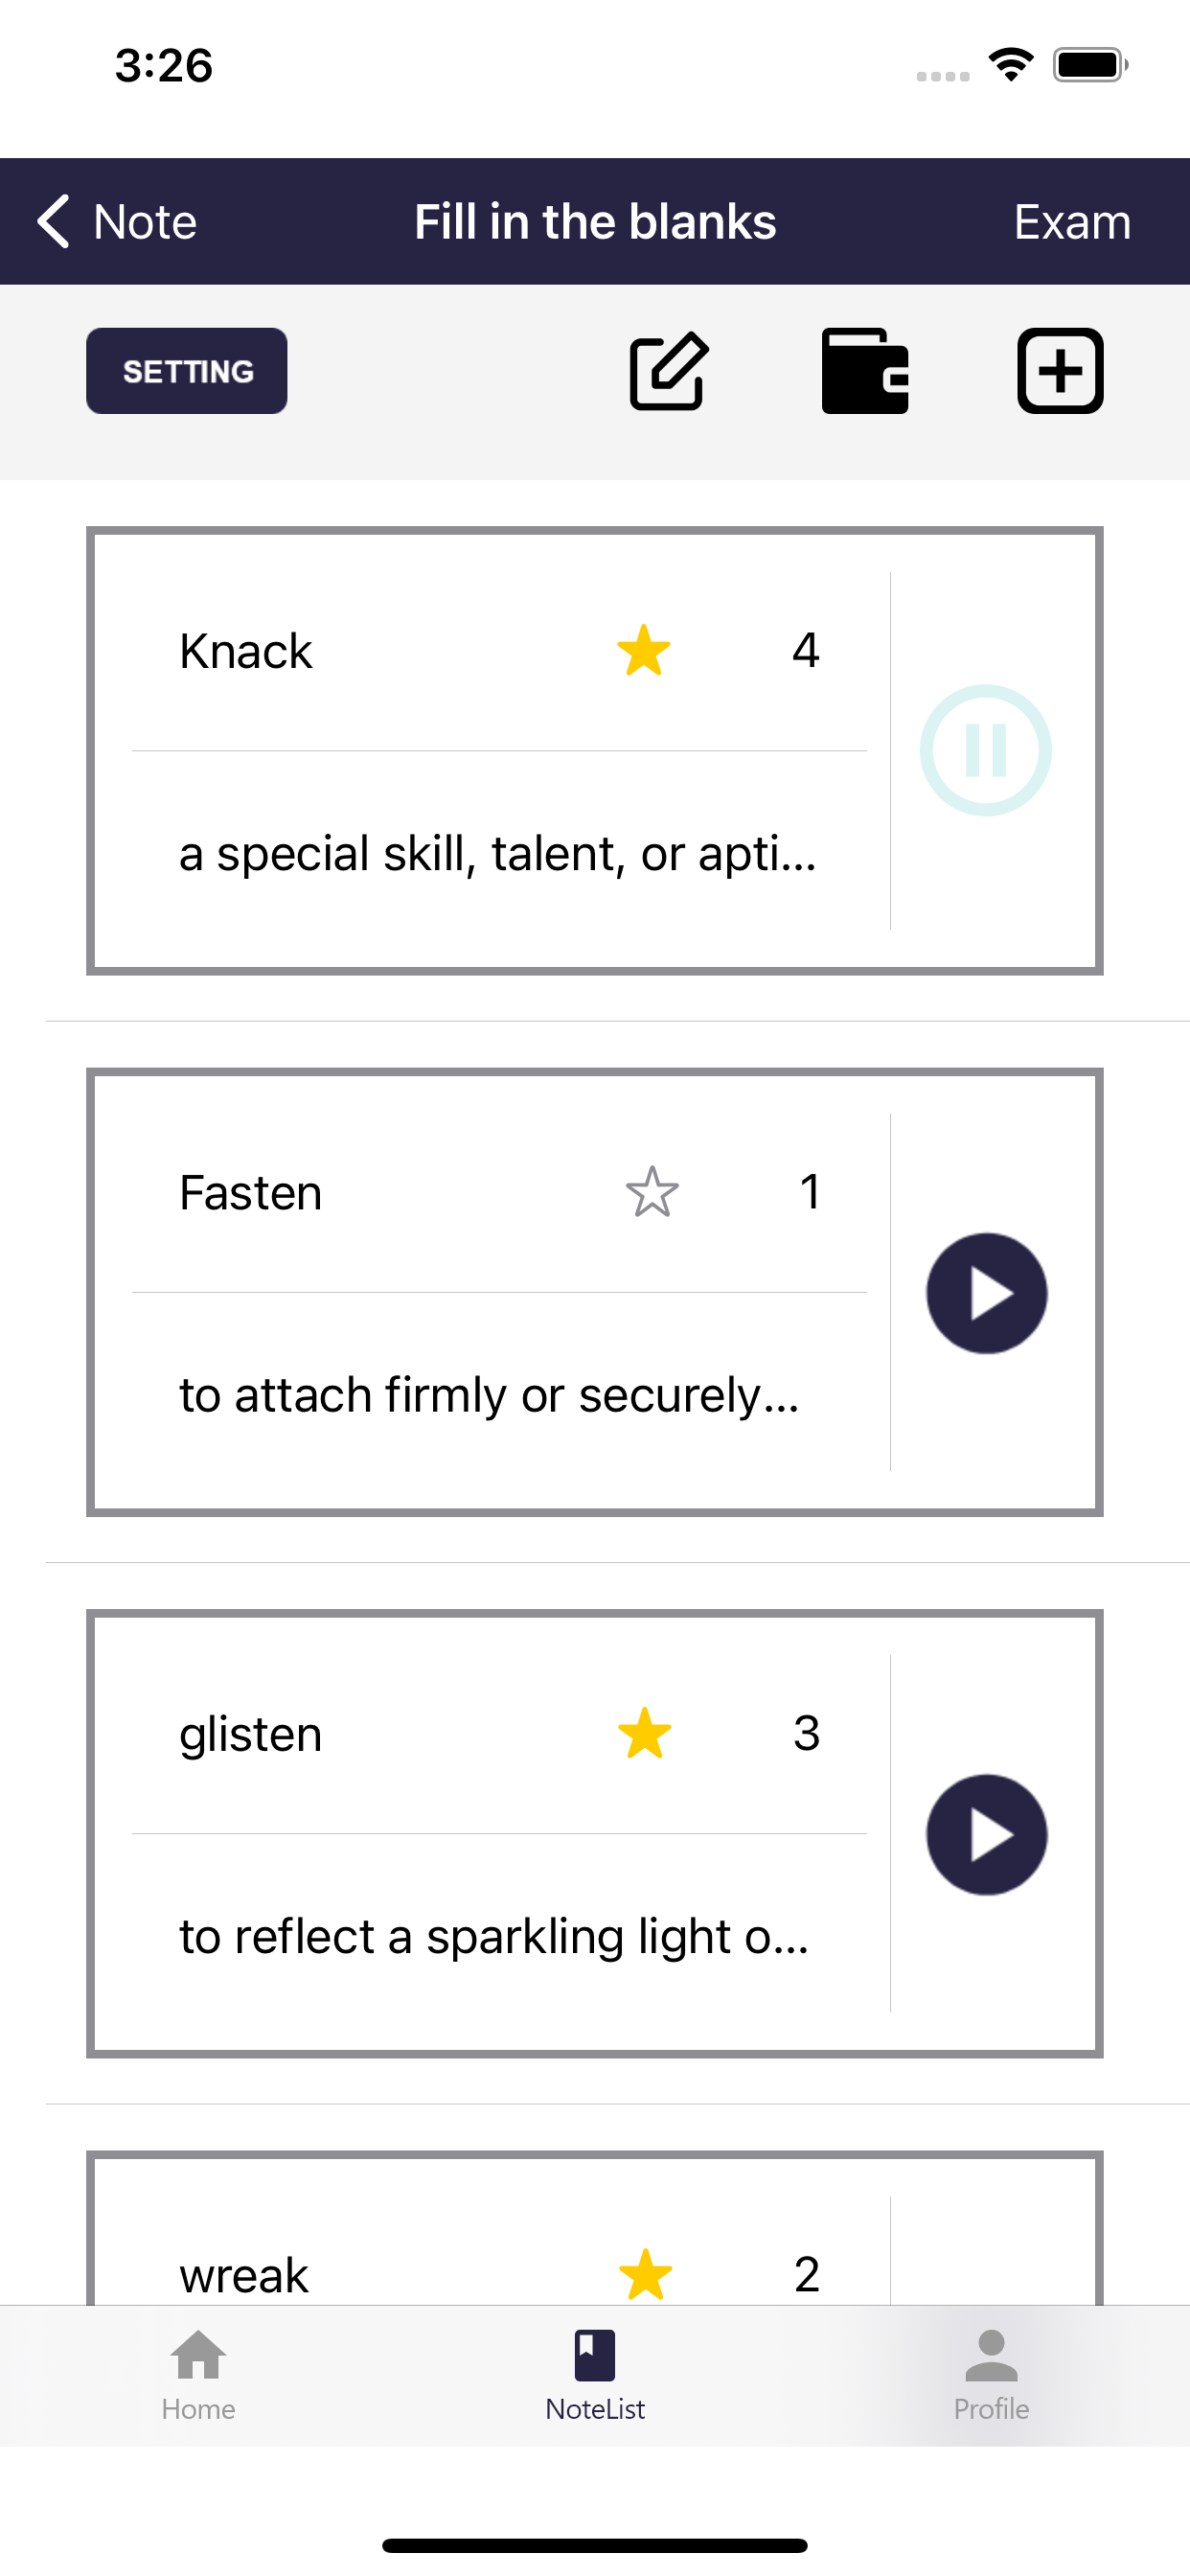 3:26
Note Fill in the blanks Exam
SETTING
Knack 4
a special skill, talent, or apti...
Fasten 1
to attach firmly or securely...
glisten 3
to reflect a sparkling light o...
wreak 2
Home NoteList Profile